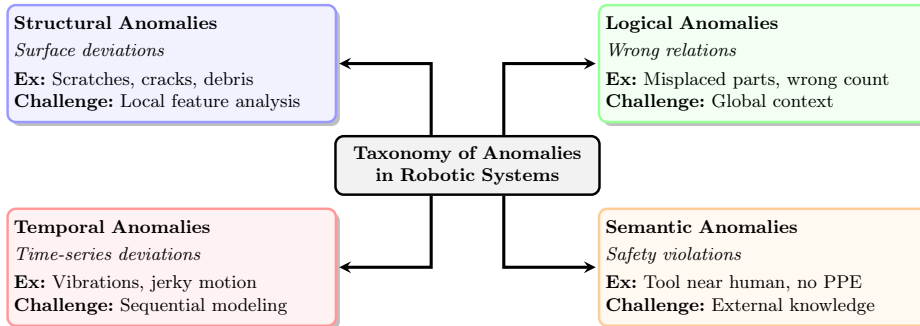 Structural Anomalies
Surface deviations
Ex: Scratches, cracks, debris
Challenge: Local feature analysis
Logical Anomalies
Wrong relations
Ex: Misplaced parts, wrong count
Challenge: Global context
Taxonomy of Anomalies
in Robotic Systems
Temporal Anomalies
Time-series deviations
Ex: Vibrations, jerky motion
Challenge: Sequential modeling
Semantic Anomalies
Safety violations
Ex: Tool near human, no PPE
Challenge: External knowledge